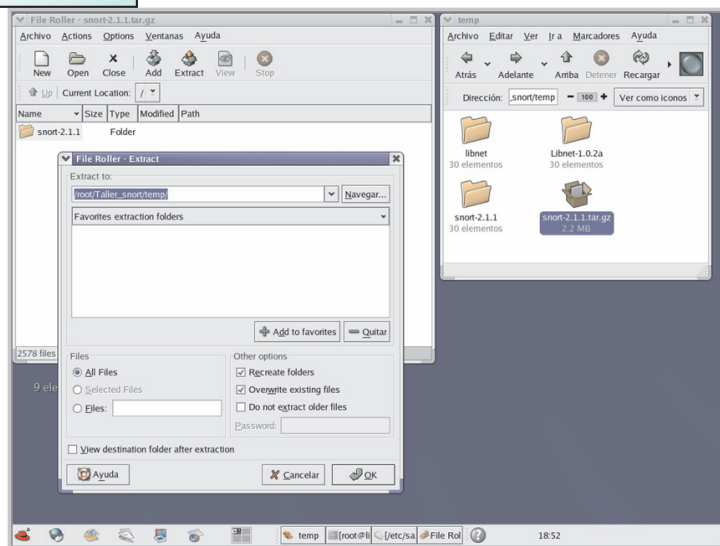 File Roller - snort-2.1.1.tar.gz
Archivo Actions Options Ventanas Ayuda
New Open Close Add Extract View Stop
Up Current Location: /
Name Size Type Modified Path
snort-2.1.1 Folder
File Roller - Extract
Extract to:
/root/Taller_snort/temp/ Navegar...
Favorites extraction folders
Add to favorites Quitar
2578 files
Files
All Files
Selected Files
Files:
Other options
Recreate folders
Overwrite existing files
Do not extract older files
Password:
View destination folder after extraction
Ayuda Cancelar OK
9 ele
temp
Archivo Editar Ver Ir a Marcadores Ayuda
Atrás Adelante Arriba Detener Recargar
Dirección: _snort/temp 100 Ver como iconos
libnet
30 elementos
Libnet-1.0.2a
30 elementos
snort-2.1.1
30 elementos
snort-2.1.1.tar.gz
2.2 MB
temp [root@li [/etc/sa File Rol 18:52